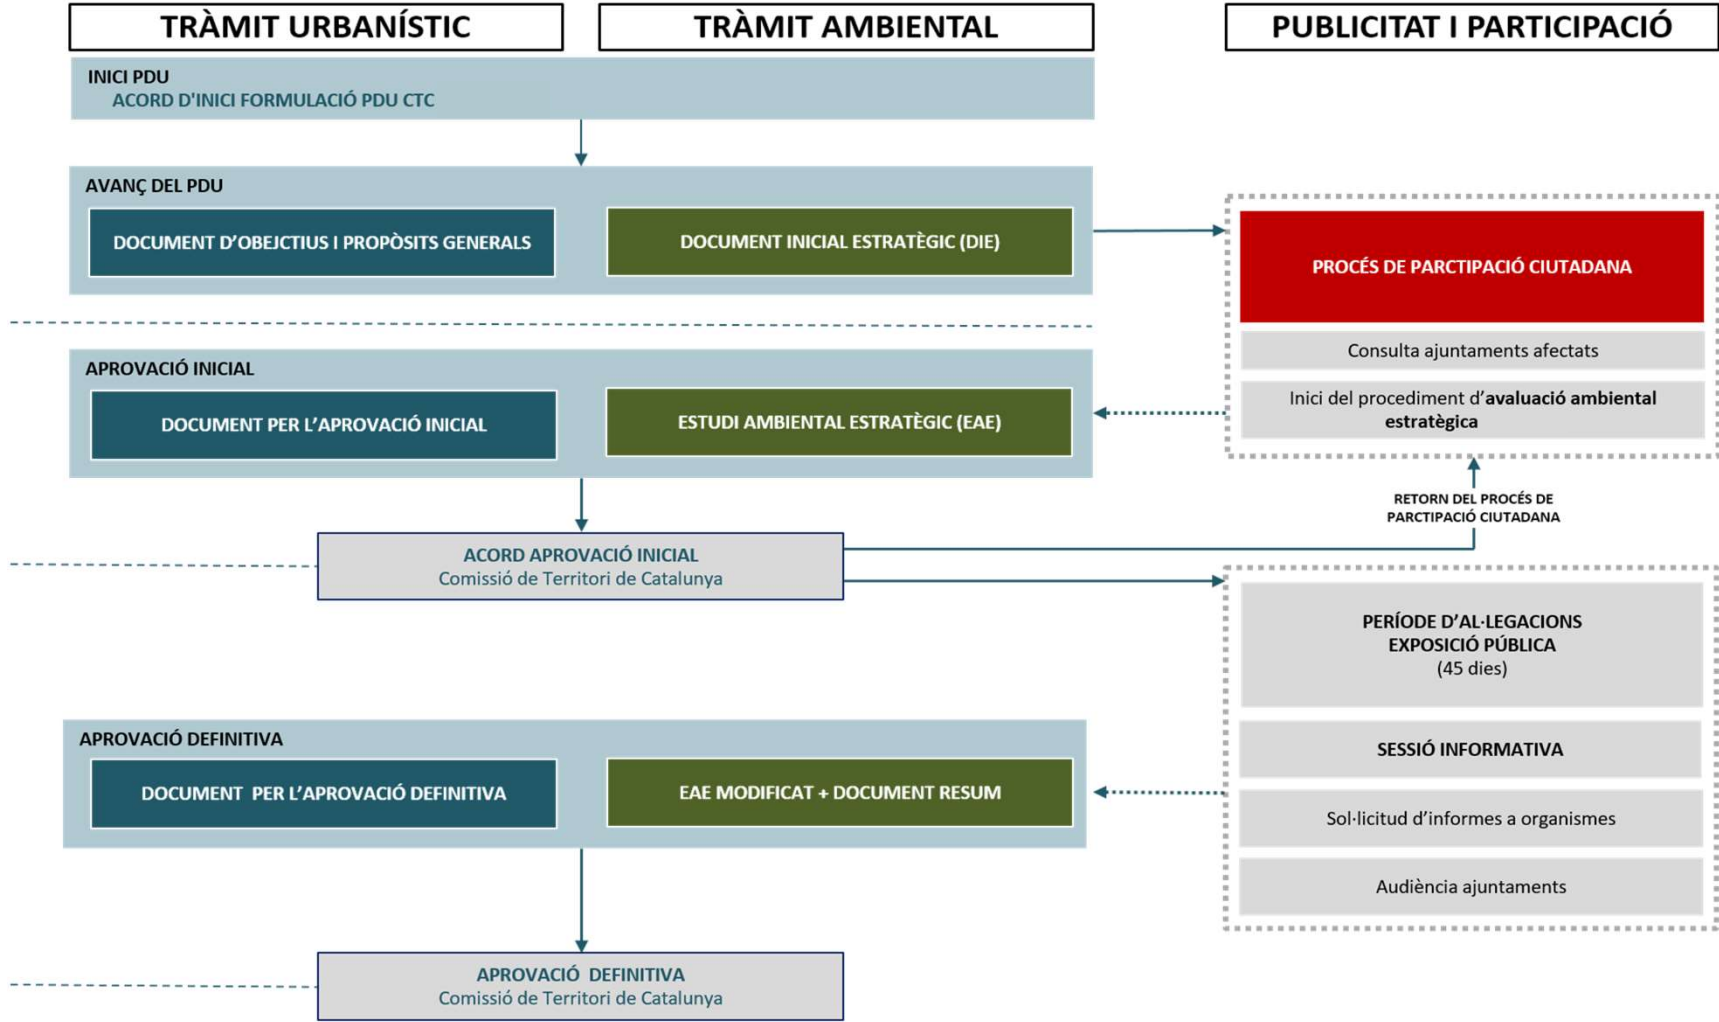 TRÀMIT URBANÍSTIC
TRÀMIT AMBIENTAL
PUBLICITAT I PARTICIPACIÓ
INICI PDU
ACORD D'INICI FORMULACIÓ PDU CTC
AVANÇ DEL PDU
DOCUMENT D'OBEJCTIUS I PROPÒSITS GENERALS
DOCUMENT INICIAL ESTRATÈGIC (DIE)
PROCÉS DE PARCTIPACIÓ CIUTADANA
Consulta ajuntaments afectats
Inici del procediment d'avaluació ambiental
estratègica
APROVACIÓ INICIAL
DOCUMENT PER L'APROVACIÓ INICIAL
ESTUDI AMBIENTAL ESTRATÈGIC (EAE)
RETORN DEL PROCÉS DE
PARCTIPACIÓ CIUTADANA
ACORD APROVACIÓ INICIAL
Comissió de Territori de Catalunya
PERÍODE D'AL·LEGACIONS
EXPOSICIÓ PÚBLICA
(45 dies)
SESSIÓ INFORMATIVA
Sol·licitud d'informes a organismes
Audiència ajuntaments
APROVACIÓ DEFINITIVA
DOCUMENT PER L'APROVACIÓ DEFINITIVA
EAE MODIFICAT + DOCUMENT RESUM
APROVACIÓ DEFINITIVA
Comissió de Territori de Catalunya